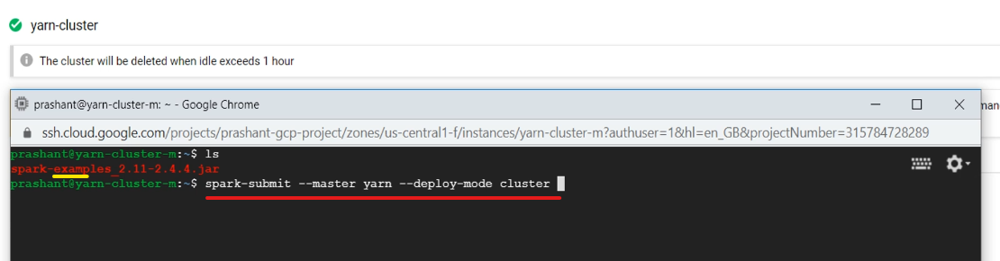 yarn-cluster
The cluster will be deleted when idle exceeds 1 hour
prashant@yarn-cluster-m: ~ - Google Chrome
man
ssh.cloud.google.com/projects/prashant-gcp-project/zones/us-central1-f/instances/yarn-cluster-m?authuser=1&hl=en_GB&projectNumber=315784728289
prashant@yarn-cluster-m:~$ ls
spark-examples_2.11-2.4.4.jar
prashant@yarn-cluster-m:~$ spark-submit --master yarn --deploy-mode cluster